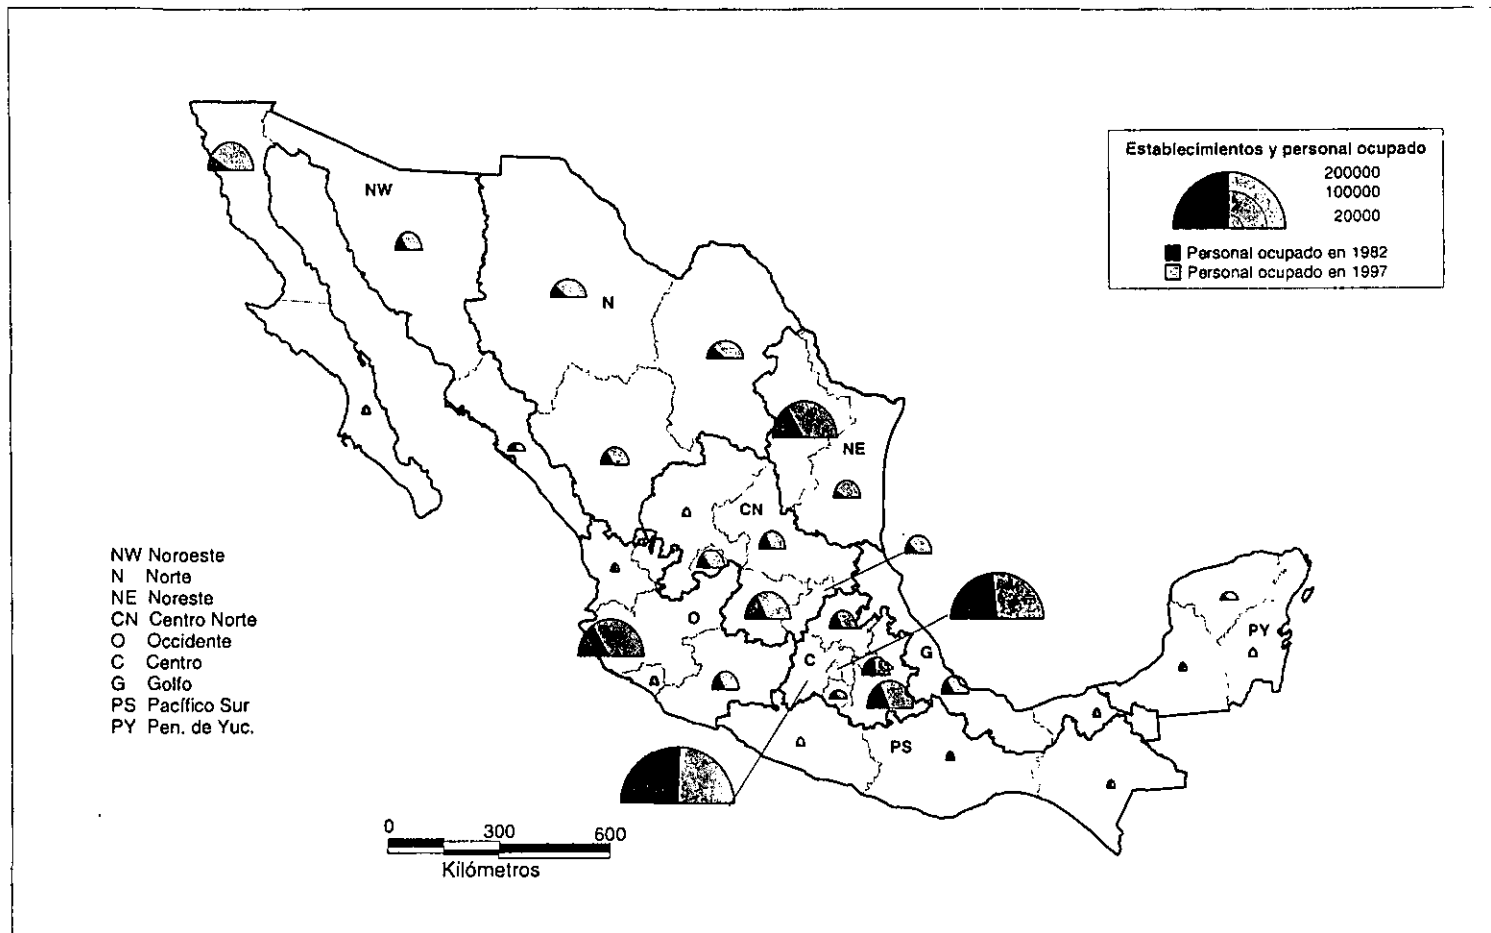 Establecimientos y personal ocupado
200000
100000
20000
Personal ocupado en 1982
Personal ocupado en 1997
NW
N
NE
CN
O
C
G
PS
PY
NW Noroeste
N Norte
NE Noreste
CN Centro Norte
O Occidente
C Centro
G Golfo
PS Pacífico Sur
PY Pen. de Yuc.
0 300 600
Kilómetros